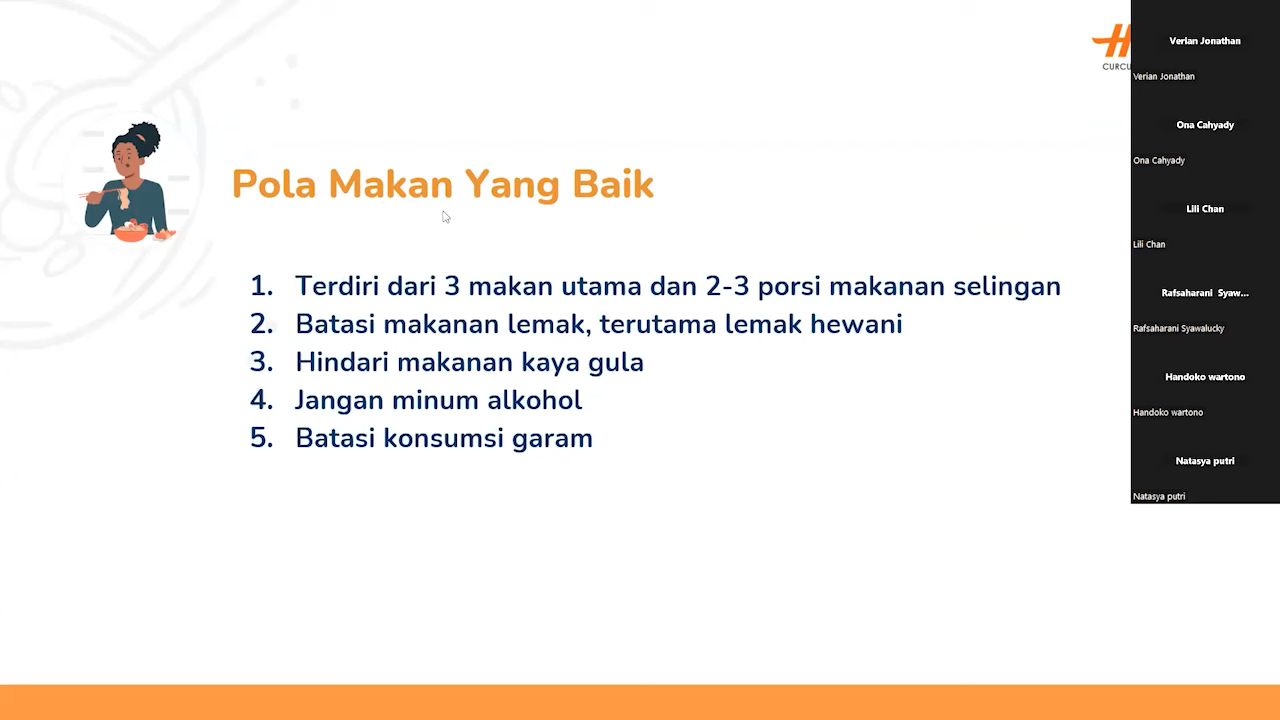 Pola Makan Yang Baik
1. Terdiri dari 3 makan utama dan 2-3 porsi makanan selingan
2. Batasi makanan lemak, terutama lemak hewani
3. Hindari makanan kaya gula
4. Jangan minum alkohol
5. Batasi konsumsi garam
Verian Jonathan
Verian Jonathan
Ona Cahyady
Ona Cahyady
Lili Chan
Lili Chan
Rafsaharani Syaw...
Rafsaharani Syawalucky
Handoko wartono
Handoko wartono
Natasya putri
Natasya putri